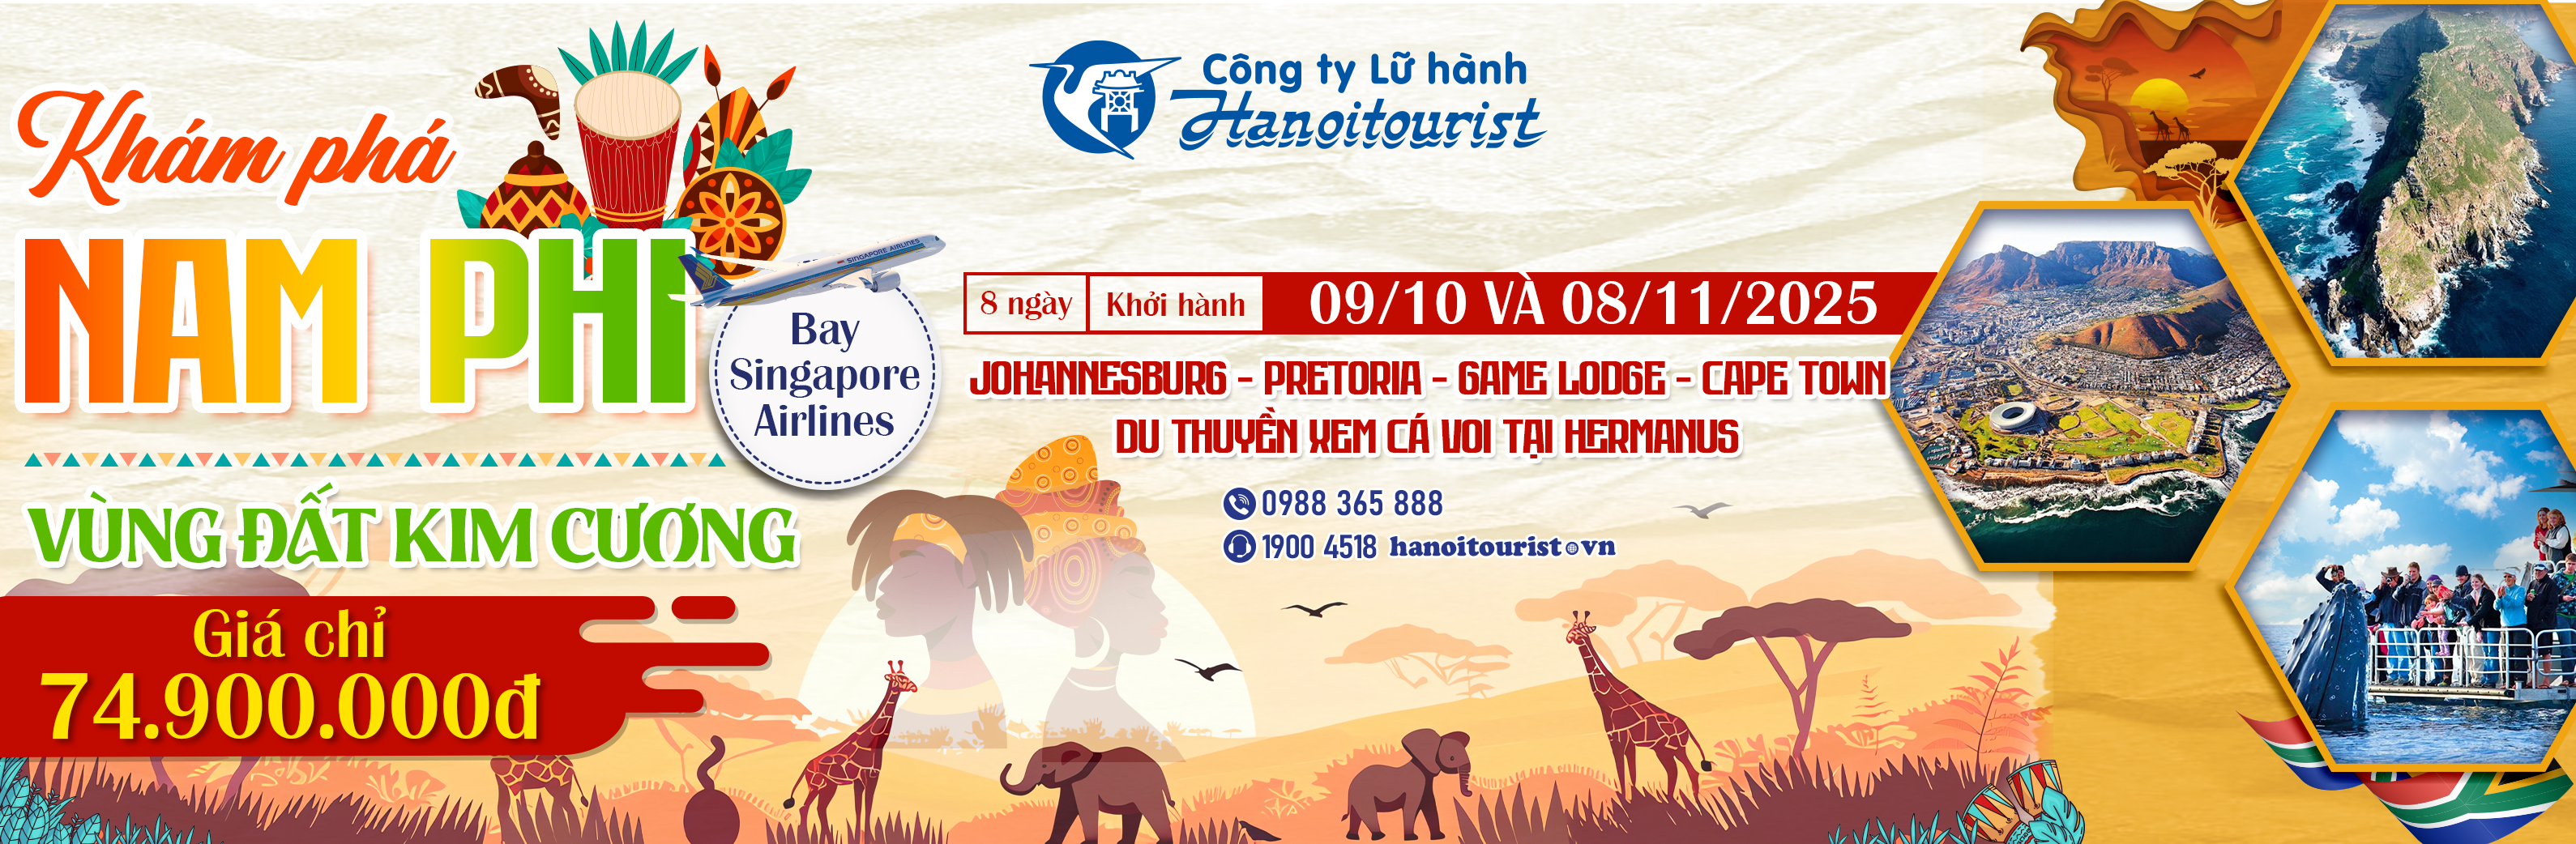 Khám phá
NAM PHI
VÙNG ĐẤT KIM CƯƠNG
Giá chỉ
74.900.000đ
SINGAPORE AIRLINES
Bay
Singapore
Airlines
Công ty Lữ hành
Hanoitourist
8 ngày Khởi hành 09/10 VÀ 08/11/2025
JOHANNESBURG - PRETORIA - GAME LODGE - CAPE TOWN
DU THUYỀN XEM CÁ VOI TẠI HERMANUS
0988 365 888
1900 4518 hanoitourist.vn